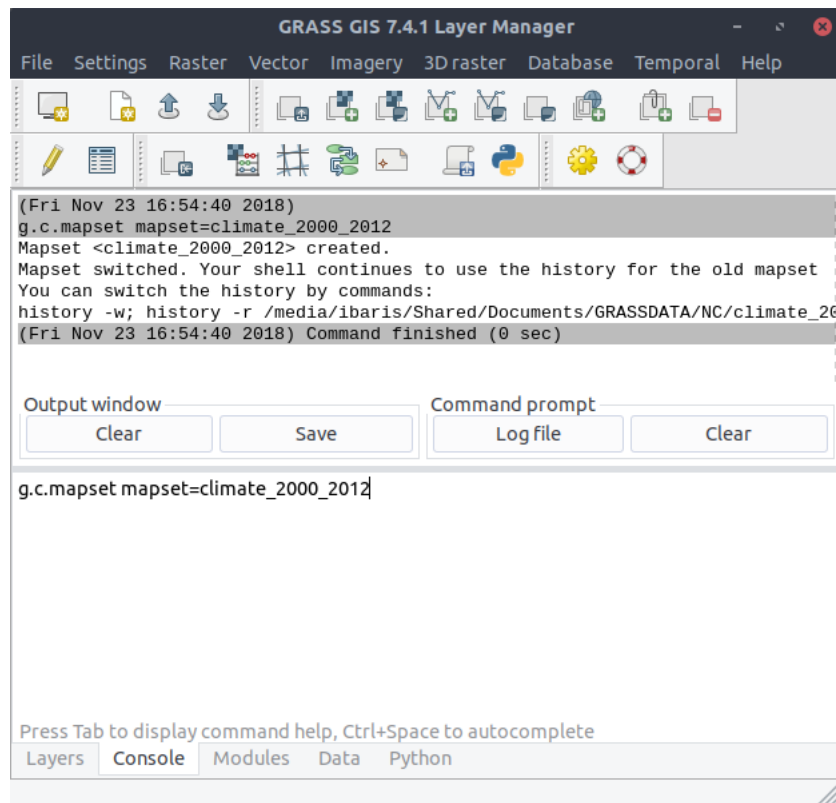 GRASS GIS 7.4.1 Layer Manager
File Settings Raster Vector Imagery 3D raster Database Temporal Help
(Fri Nov 23 16:54:40 2018)
g.c.mapset mapset=climate_2000_2012
Mapset <climate_2000_2012> created.
Mapset switched. Your shell continues to use the history for the old mapset
You can switch the history by commands:
history -w; history -r /media/ibaris/Shared/Documents/GRASSDATA/NC/climate_20
(Fri Nov 23 16:54:40 2018) Command finished (0 sec)
Output window Command prompt
Clear Save Log file Clear
g.c.mapset mapset=climate_2000_2012
Press Tab to display command help, Ctrl+Space to autocomplete
Layers Console Modules Data Python